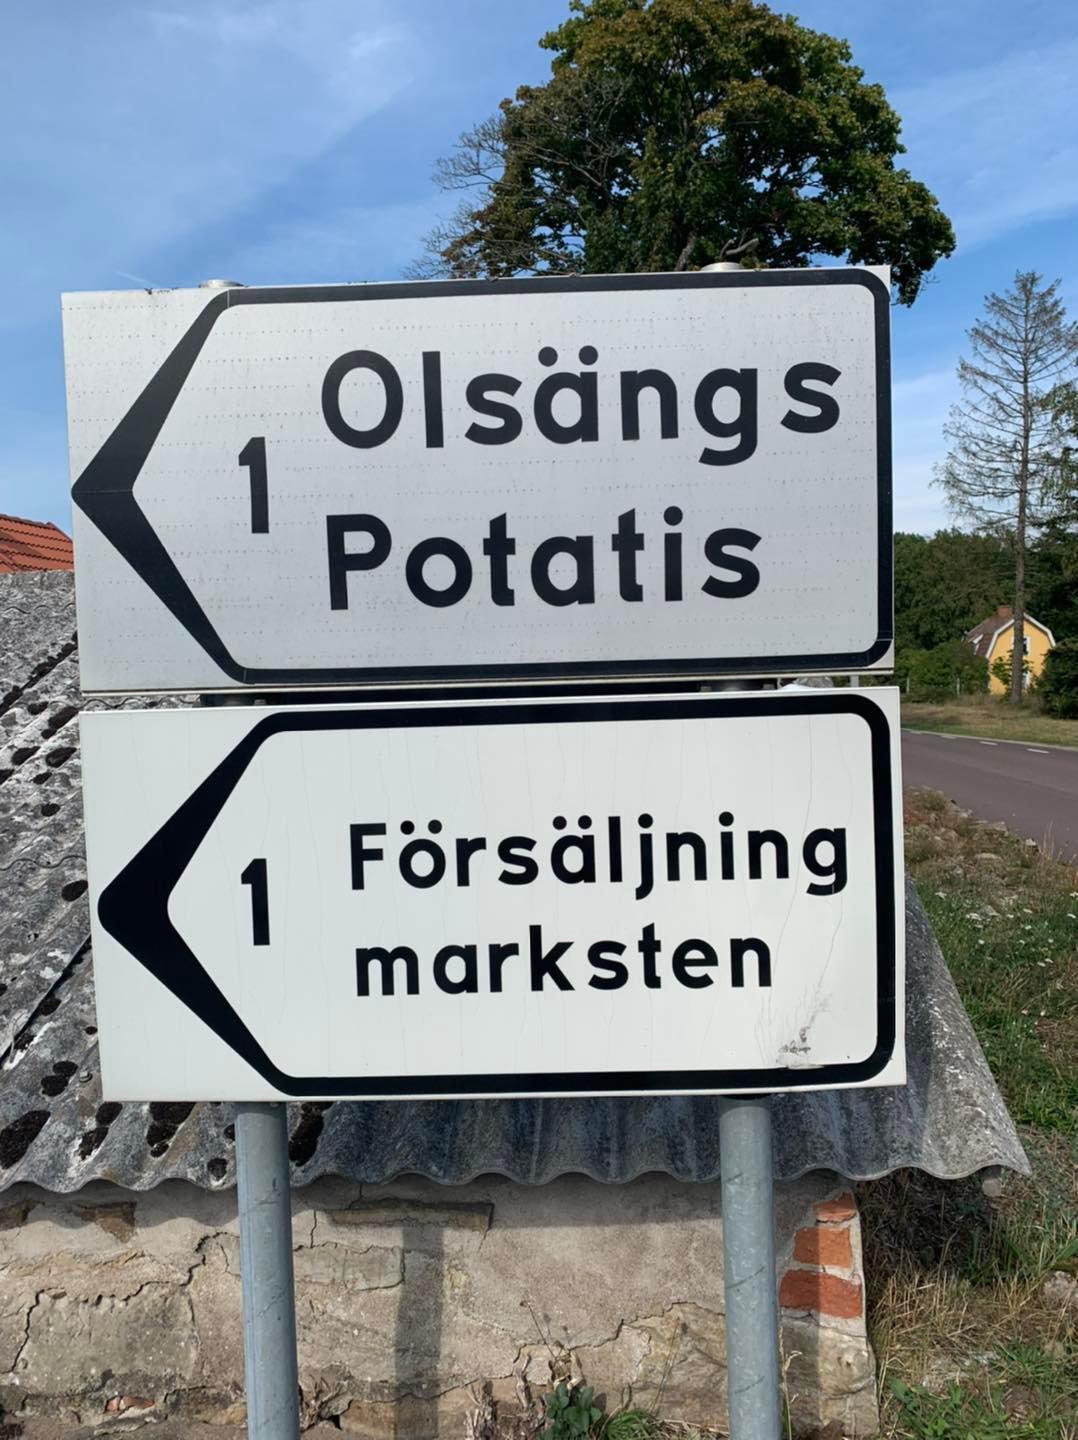 1 Olsängs
Potatis
1 Försäljning
marksten